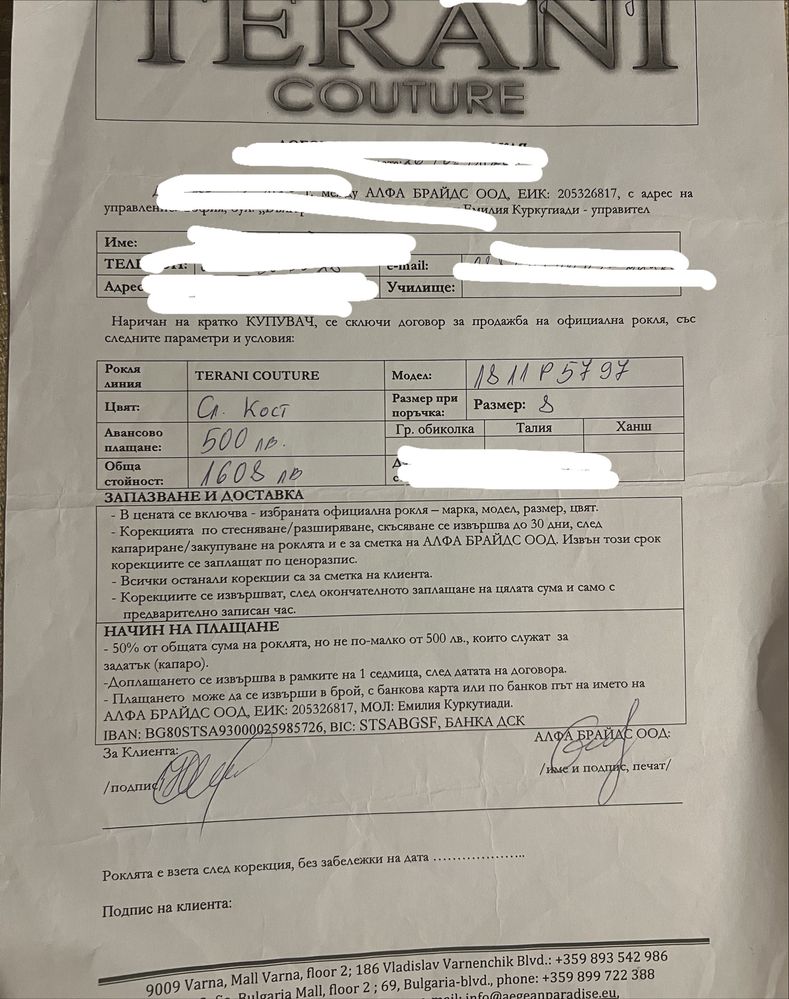 TERANI
COUTURE
АЛФА БРАЙДС ООД, ЕИК: 205326817, с адрес на
Емилия Куркутиади - управител
Име:
e-mail:
Адрес
Училище:
Наричан на кратко КУПУВАЧ, се сключи договор за продажба на официална рокля, със
следните параметри и условия:
Рокля линия TERANI COUTURE Модел: 1811P5797
Цвят: Сл. Кост Размер при поръчка: Размер: 8
Авансово плащане: 500 лв. Гр. обиколка Талия Ханш
Обща стойност: 1608 лв
ЗАПАЗВАНЕ И ДОСТАВКА
- В цената се включва - избраната официална рокля – марка, модел, размер, цвят.
- Корекцията по стесняване/разширяване, скъсяване се извършва до 30 дни, след
капариране/закупуване на роклята и е за сметка на АЛФА БРАЙДС ООД. Извън този срок
корекциите се заплащат по ценоразпис.
- Всички останали корекции са за сметка на клиента.
- Корекциите се извършват, след окончателното заплащане на цялата сума и само с
предварително записан час.
НАЧИН НА ПЛАЩАНЕ
- 50% от общата сума на роклята, но не по-малко от 500 лв., които служат за
задатък (капаро).
-Доплащането се извършва в рамките на 1 седмица, след датата на договора.
- Плащането може да се извърши в брой, с банкова карта или по банков път на името на
АЛФА БРАЙДС ООД, ЕИК: 205326817, МОЛ: Емилия Куркутиади.
IBAN: BG80STSA93000025985726, BIC: STSABGSF, БАНКА ДСК
За Клиента: АЛФА БРАЙДС ООД:
/подпис /име и подпис, печат/
Роклята е взета след корекция, без забележки на дата ………………..
Подпис на клиента:
9009 Varna, Mall Varna, floor 2; 186 Vladislav Varnenchik Blvd.: +359 893 542 986
Bulgaria Mall, floor 2 ; 69, Bulgaria-blvd., phone: +359 899 722 388
info@aegeanparadise.eu,